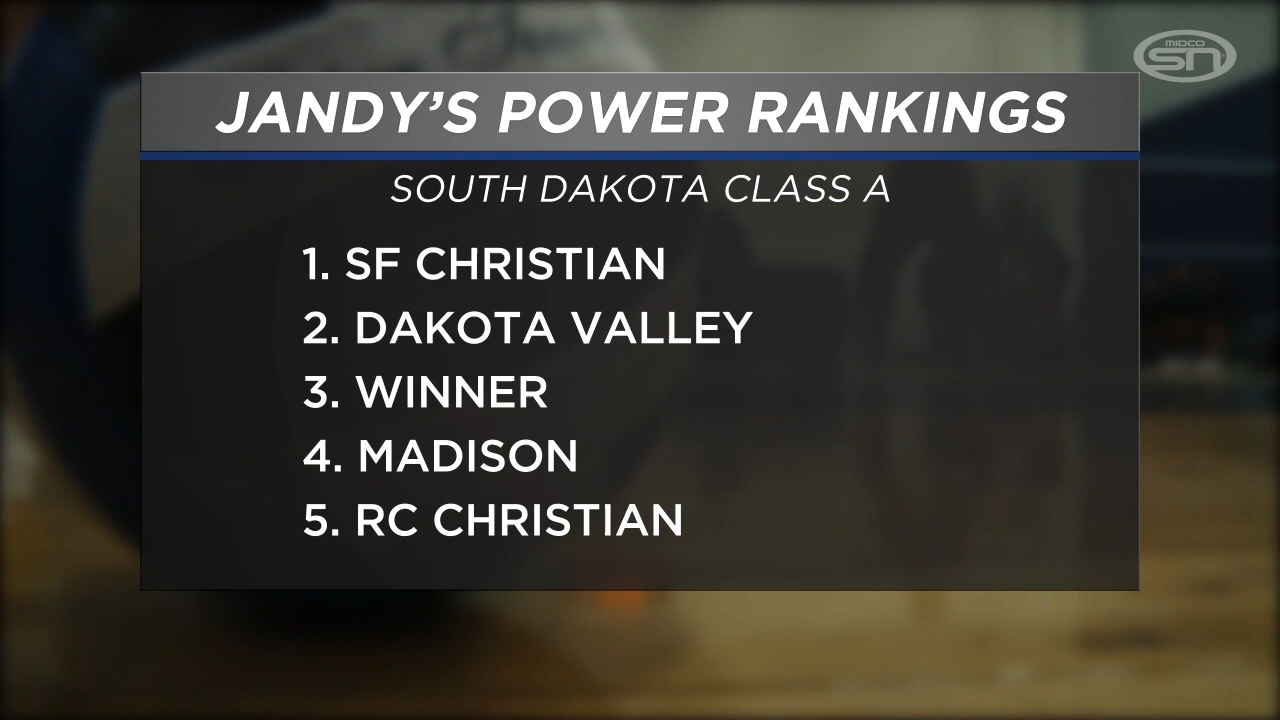 MIDCO
SN
JANDY’S POWER RANKINGS
SOUTH DAKOTA CLASS A
1. SF CHRISTIAN
2. DAKOTA VALLEY
3. WINNER
4. MADISON
5. RC CHRISTIAN